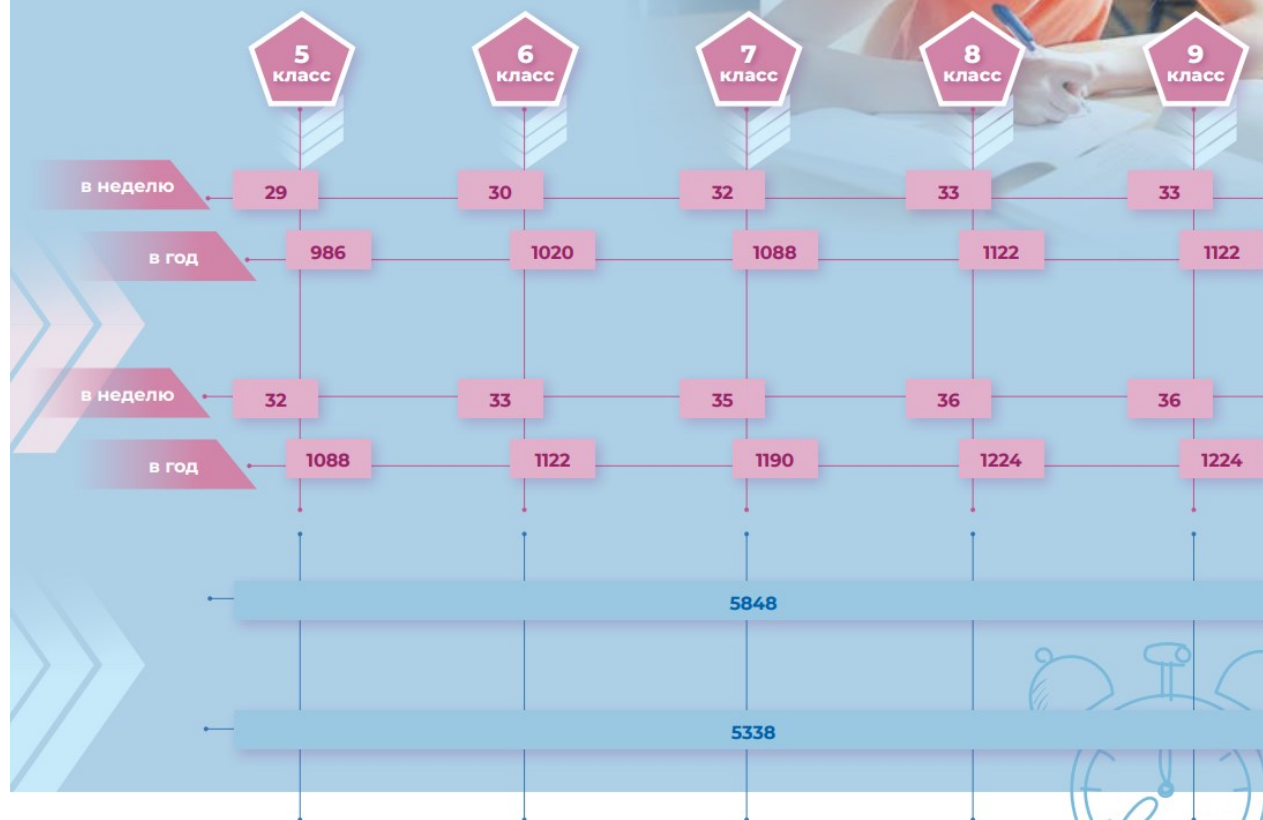 5
класс
6
класс
7
класс
8
класс
9
класс
в неделю
29 30 32 33 33
в год
986 1020 1088 1122 1122
в неделю
32 33 35 36 36
в год
1088 1122 1190 1224 1224
5848
5338